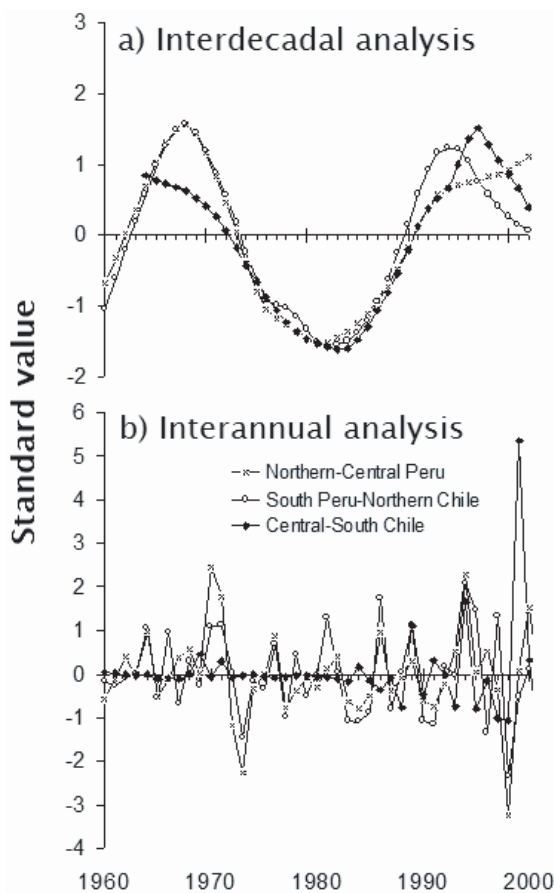 3
a) Interdecadal analysis
2
1
0
-1
-2
Standard value
6
b) Interannual analysis
5
Northern-Central Peru
South Peru-Northern Chile
4
Central-South Chile
3
2
1
0
-1
-2
-3
-4
1960 1970 1980 1990 2000